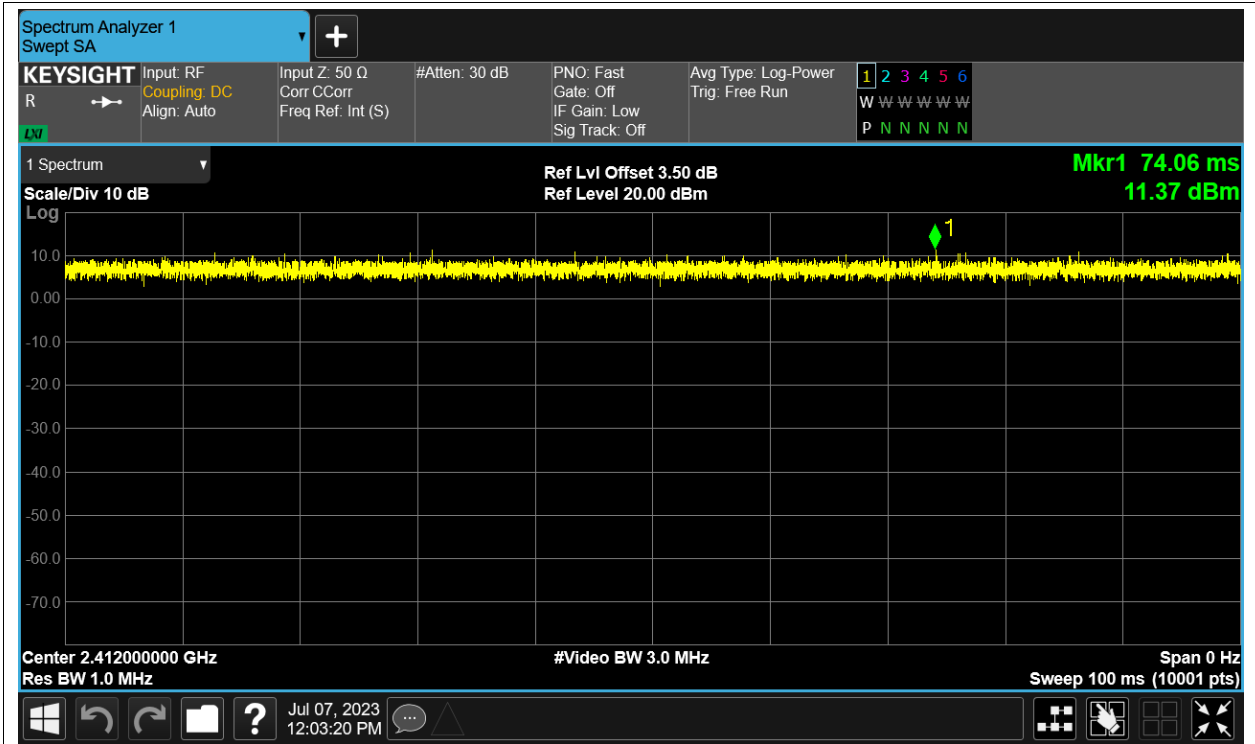 Spectrum Analyzer 1
Swept SA
KEYSIGHT
R
LXI
Input: RF
Coupling: DC
Align: Auto
Input Z: 50 Ω
Corr CCorr
Freq Ref: Int (S)
#Atten: 30 dB
PNO: Fast
Gate: Off
IF Gain: Low
Sig Track: Off
Avg Type: Log-Power
Trig: Free Run
1 2 3 4 5 6
W W W W W W
P N N N N N
1 Spectrum
Scale/Div 10 dB
Ref Lvl Offset 3.50 dB
Ref Level 20.00 dBm
Mkr1 74.06 ms
11.37 dBm
Log
1
10.0
0.00
-10.0
-20.0
-30.0
-40.0
-50.0
-60.0
-70.0
Center 2.412000000 GHz
#Video BW 3.0 MHz
Span 0 Hz
Res BW 1.0 MHz
Sweep 100 ms (10001 pts)
?
Jul 07, 2023
12:03:20 PM